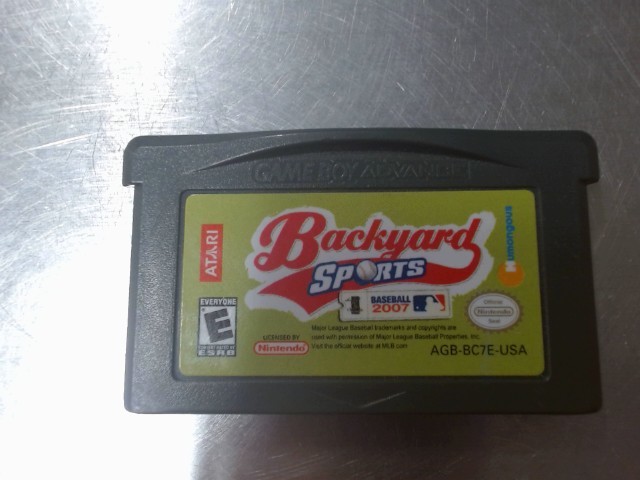 GAME BOY ADVANCE
ATARI
Backyard
SPORTS
BASEBALL
2007
Humongous
EVERYONE
E
ESRB
LICENSED BY
Nintendo
Major League Baseball trademarks and copyrights are
used with permission of Major League Baseball Properties, Inc.
Visit the official website at MLB.com
Official
Nintendo
Seal
AGB-BC7E-USA